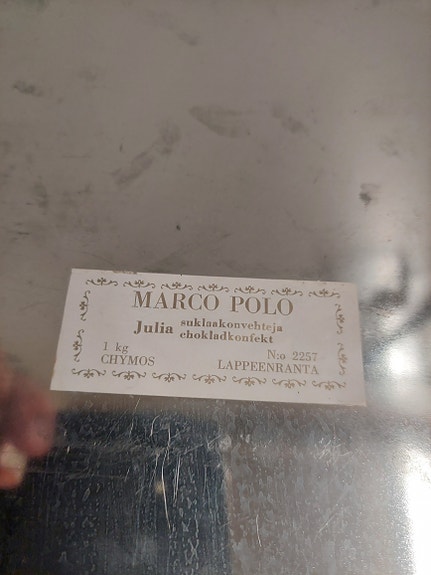 MARCO POLO
Julia suklaakonvehteja
chokladkonfekt
1 kg N:o 2257
CHYMOS LAPPEENRANTA